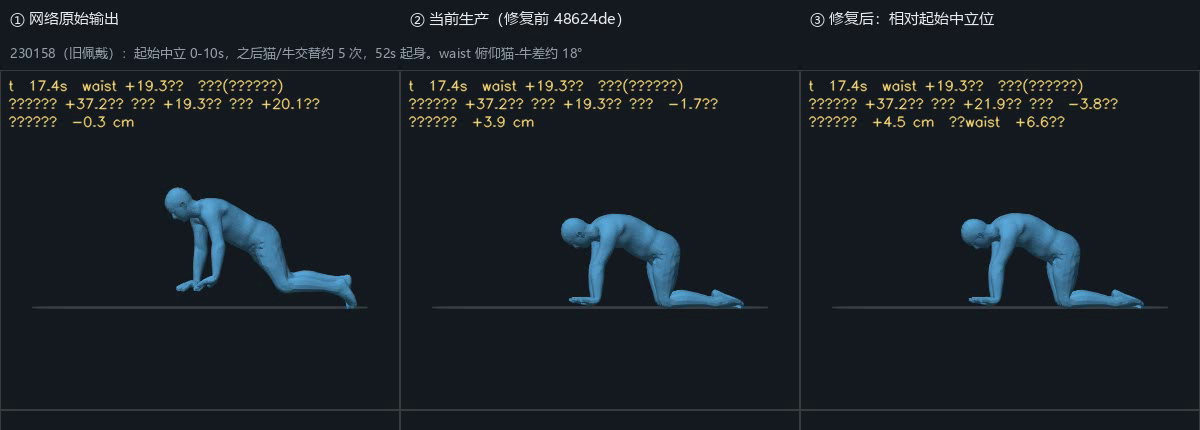 ① 网络原始输出
② 当前生产（修复前 48624de）
③ 修复后：相对起始中立位
230158（旧佩戴）：起始中立 0-10s，之后猫/牛交替约 5 次，52s 起身。waist 俯仰猫-牛差约 18°
t 17.4s waist +19.3?? ???(??????)
?????? +37.2?? ??? +19.3?? ??? +20.1??
?????? −0.3 cm
t 17.4s waist +19.3?? ???(??????)
?????? +37.2?? ??? +19.3?? ??? −1.7??
?????? +3.9 cm
t 17.4s waist +19.3?? ???(??????)
?????? +37.2?? ??? +21.9?? ??? −3.8??
?????? +4.5 cm ??waist +6.6??